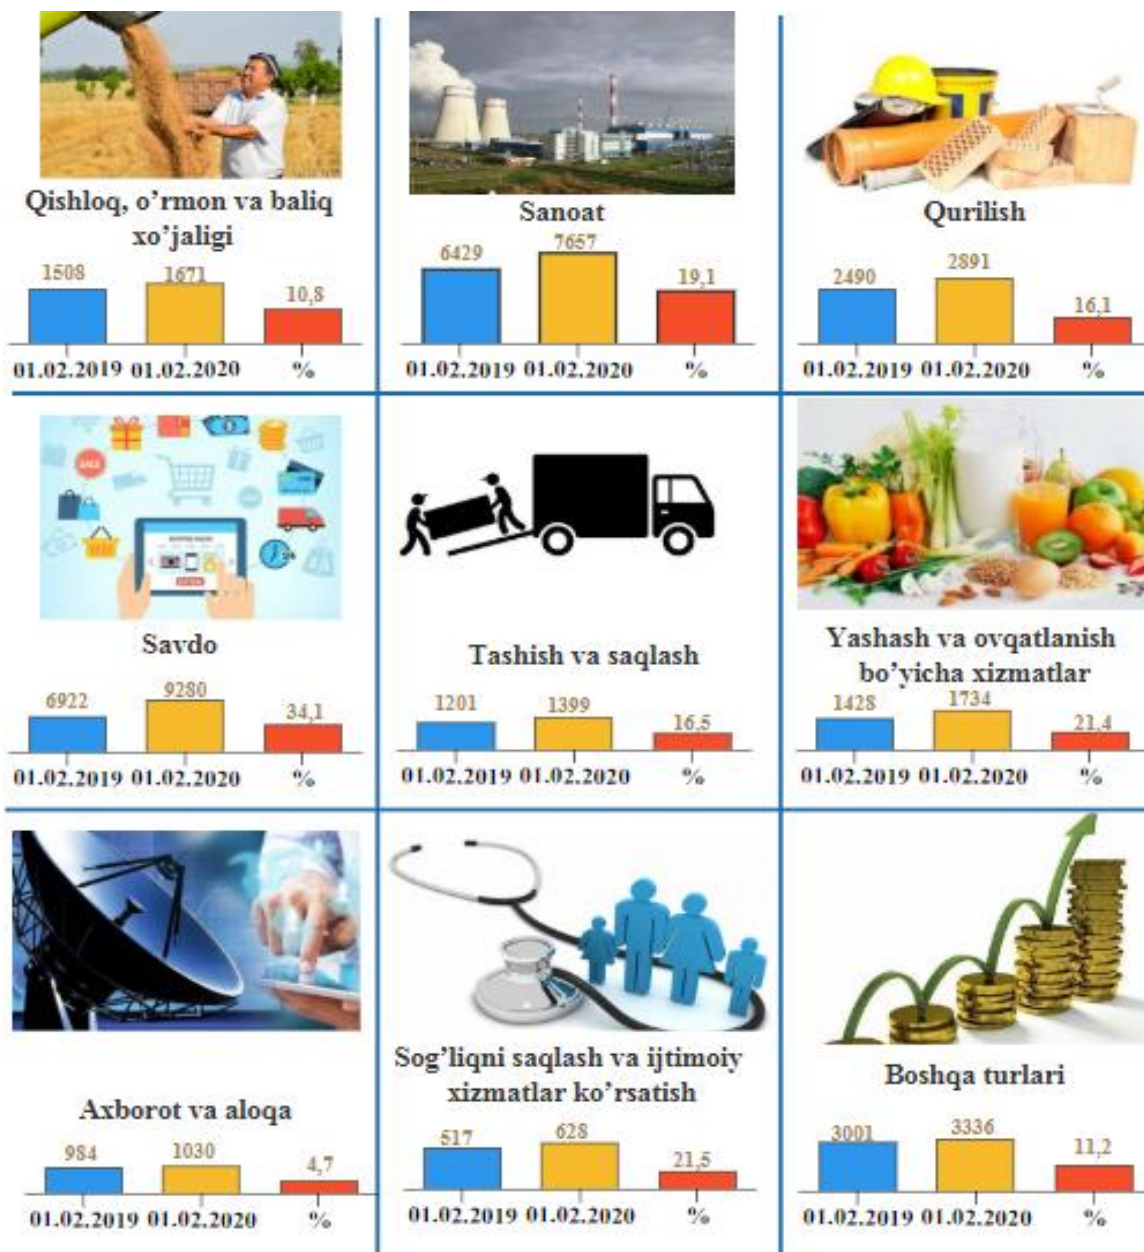 Qishloq, o’rmon va baliq
xo’jaligi
1508
1671
10,8
01.02.2019 01.02.2020 %
Sanoat
6429
7657
19,1
01.02.2019 01.02.2020 %
Qurilish
2490
2891
16,1
01.02.2019 01.02.2020 %
Savdo
6922
9280
34,1
01.02.2019 01.02.2020 %
Tashish va saqlash
1201
1399
16,5
01.02.2019 01.02.2020 %
Yashash va ovqatlanish
bo’yicha xizmatlar
1428
1734
21,4
01.02.2019 01.02.2020 %
Axborot va aloqa
984
1030
4,7
01.02.2019 01.02.2020 %
Sog’liqni saqlash va ijtimoiy
xizmatlar ko’rsatish
517
628
21,5
01.02.2019 01.02.2020 %
Boshqa turlari
3001
3336
11,2
01.02.2019 01.02.2020 %